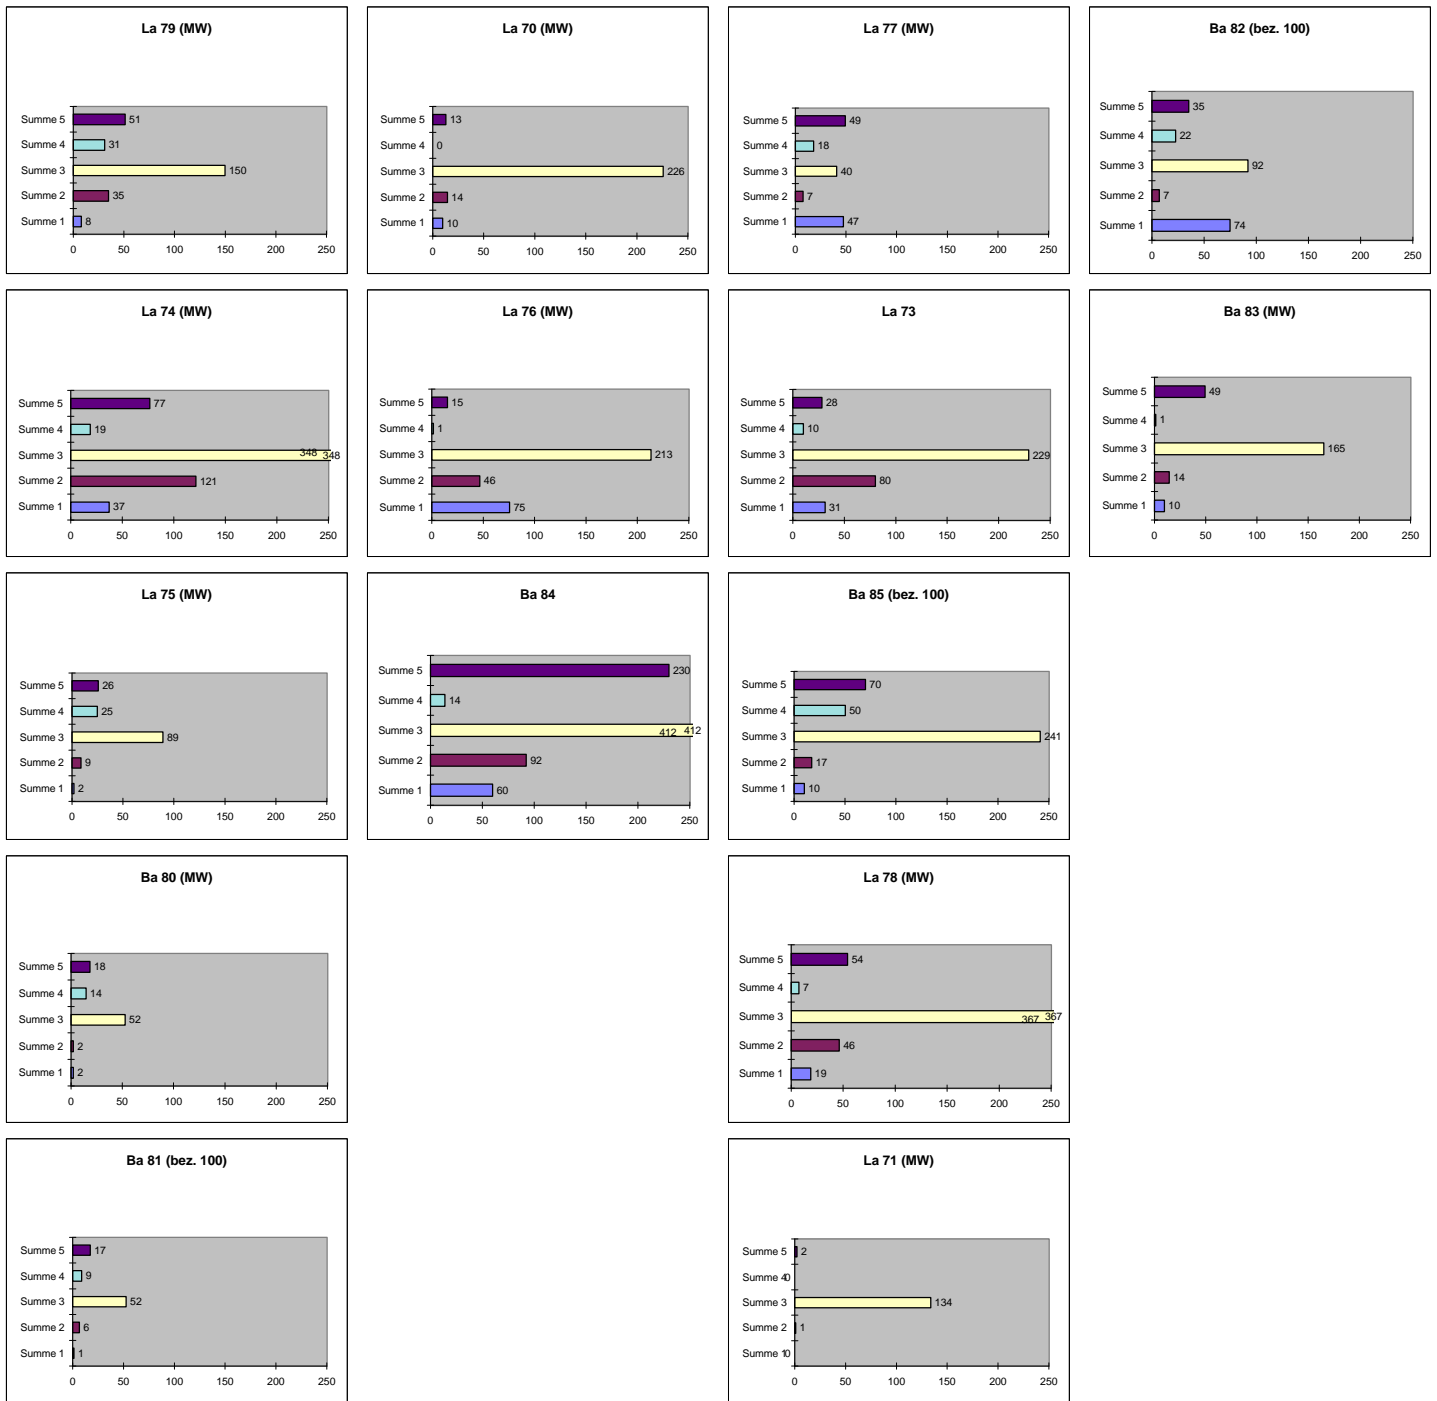 La 79 (MW)
Summe 5 51
Summe 4 31
Summe 3 150
Summe 2 35
Summe 1 8
0 50 100 150 200 250
La 70 (MW)
Summe 5 13
Summe 4 0
Summe 3 226
Summe 2 14
Summe 1 10
0 50 100 150 200 250
La 77 (MW)
Summe 5 49
Summe 4 18
Summe 3 40
Summe 2 7
Summe 1 47
0 50 100 150 200 250
Ba 82 (bez. 100)
Summe 5 35
Summe 4 22
Summe 3 92
Summe 2 7
Summe 1 74
0 50 100 150 200 250
La 74 (MW)
Summe 5 77
Summe 4 19
Summe 3 348 348
Summe 2 121
Summe 1 37
0 50 100 150 200 250
La 76 (MW)
Summe 5 15
Summe 4 1
Summe 3 213
Summe 2 46
Summe 1 75
0 50 100 150 200 250
La 73
Summe 5 28
Summe 4 10
Summe 3 229
Summe 2 80
Summe 1 31
0 50 100 150 200 250
Ba 83 (MW)
Summe 5 49
Summe 4 1
Summe 3 165
Summe 2 14
Summe 1 10
0 50 100 150 200 250
La 75 (MW)
Summe 5 26
Summe 4 25
Summe 3 89
Summe 2 9
Summe 1 2
0 50 100 150 200 250
Ba 84
Summe 5 230
Summe 4 14
Summe 3 412 412
Summe 2 92
Summe 1 60
0 50 100 150 200 250
Ba 85 (bez. 100)
Summe 5 70
Summe 4 50
Summe 3 241
Summe 2 17
Summe 1 10
0 50 100 150 200 250
Ba 80 (MW)
Summe 5 18
Summe 4 14
Summe 3 52
Summe 2 2
Summe 1 2
0 50 100 150 200 250
La 78 (MW)
Summe 5 54
Summe 4 7
Summe 3 367 367
Summe 2 46
Summe 1 19
0 50 100 150 200 250
Ba 81 (bez. 100)
Summe 5 17
Summe 4 9
Summe 3 52
Summe 2 6
Summe 1 1
0 50 100 150 200 250
La 71 (MW)
Summe 5 2
Summe 4 0
Summe 3 134
Summe 2 1
Summe 1 0
0 50 100 150 200 250